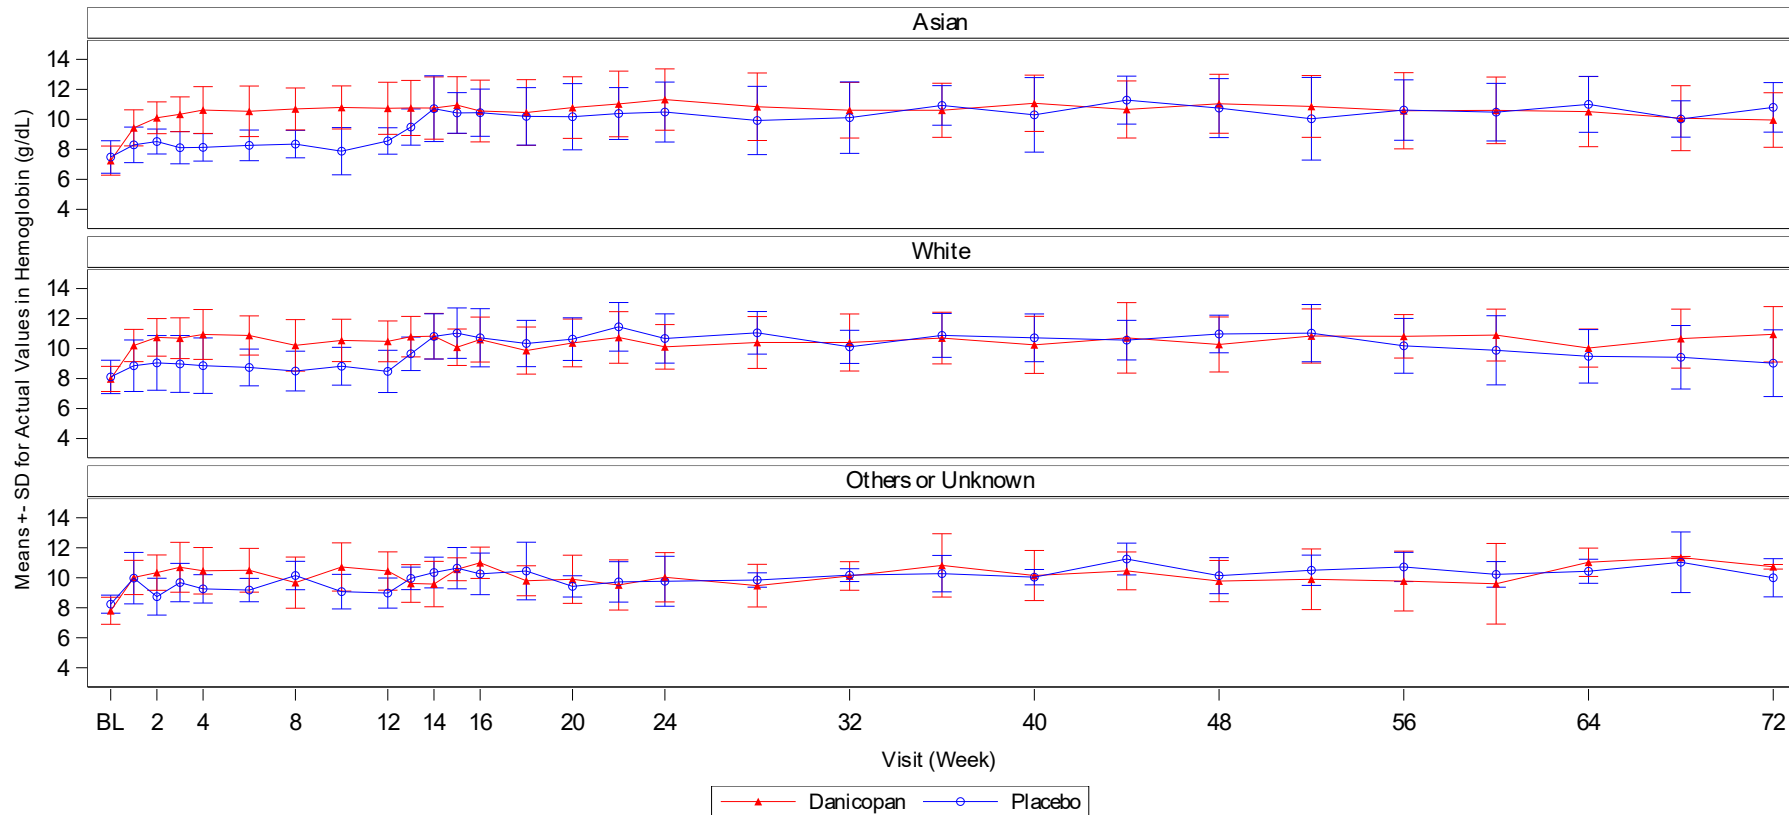 Asian
14
12
10
8
6
4
White
14
12
10
8
6
4
Others or Unknown
14
12
10
8
6
4
Means +- SD for Actual Values in Hemoglobin (g/dL)
BL 2 4 8 12 14 16 20 24 32 40 48 56 64 72
Visit (Week)
Danicopan Placebo